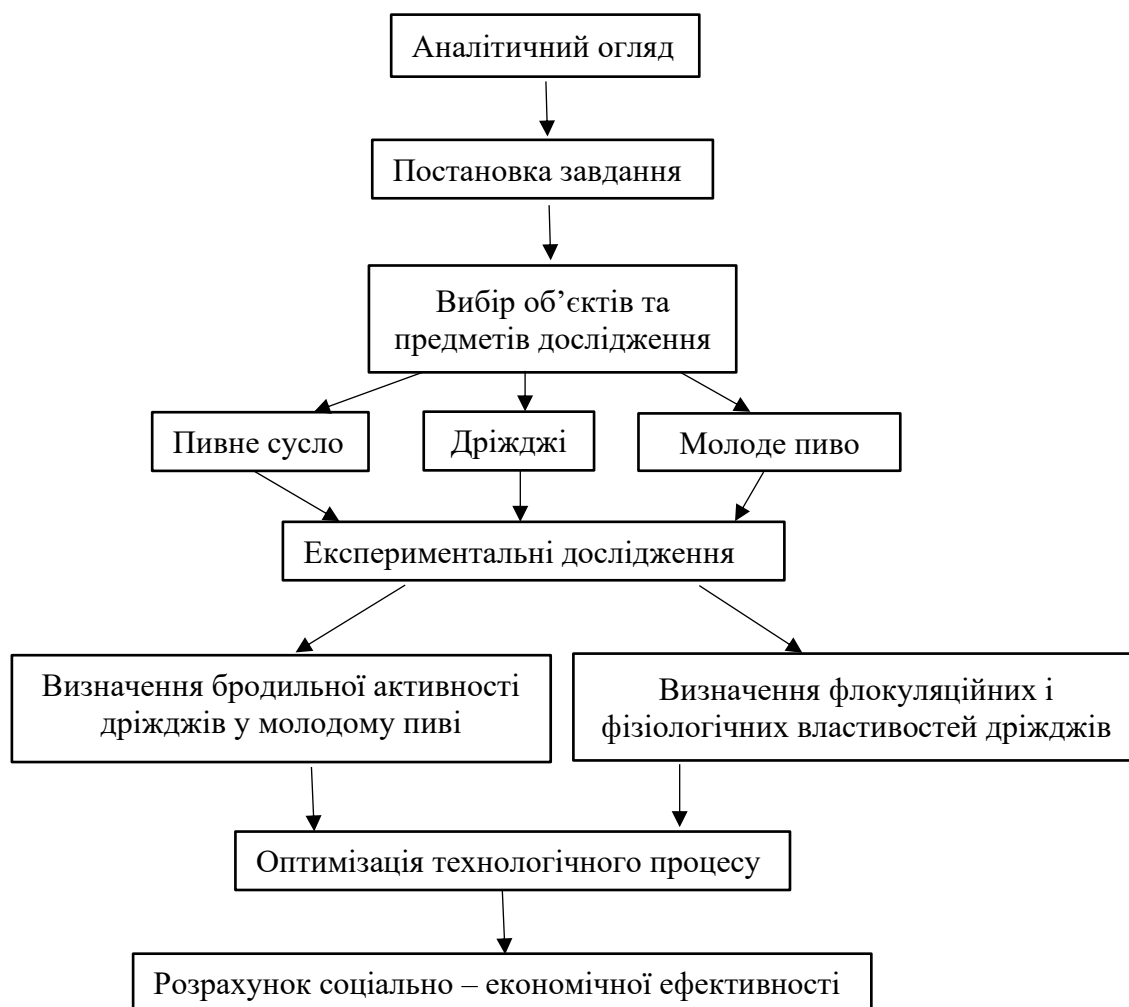 Аналітичний огляд
Постановка завдання
Вибір об’єктів та
предметів дослідження
Пивне сусло
Дріжджі
Молоде пиво
Експериментальні дослідження
Визначення бродильної активності
дріжджів у молодому пиві
Визначення флокуляційних і
фізіологічних властивостей дріжджів
Оптимізація технологічного процесу
Розрахунок соціально – економічної ефективності